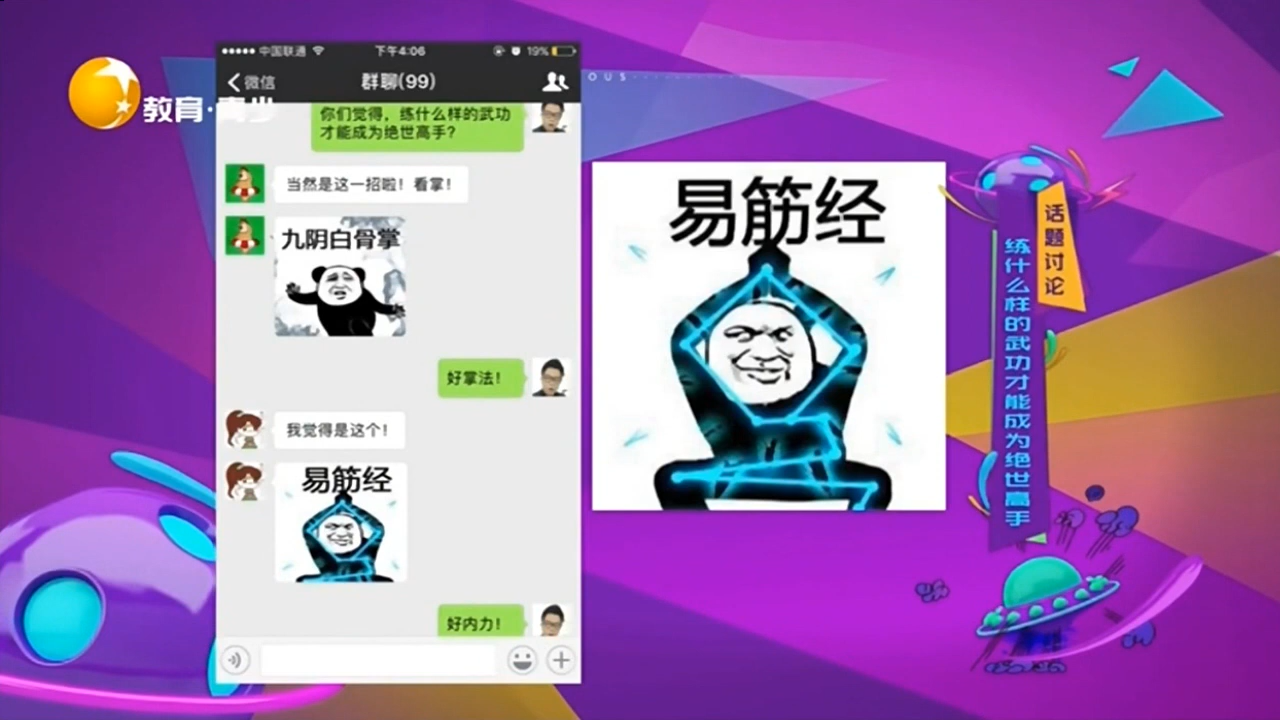 教育·青少
中国联通
下午4:06
19%
微信
群聊(99)
你们觉得，练什么样的武功
才能成为绝世高手？
当然是这一招啦！看掌！
九阴白骨掌
好掌法！
我觉得是这个！
易筋经
好内力！
易筋经
OUS
话题讨论
练什么样的武功才能成为绝世高手